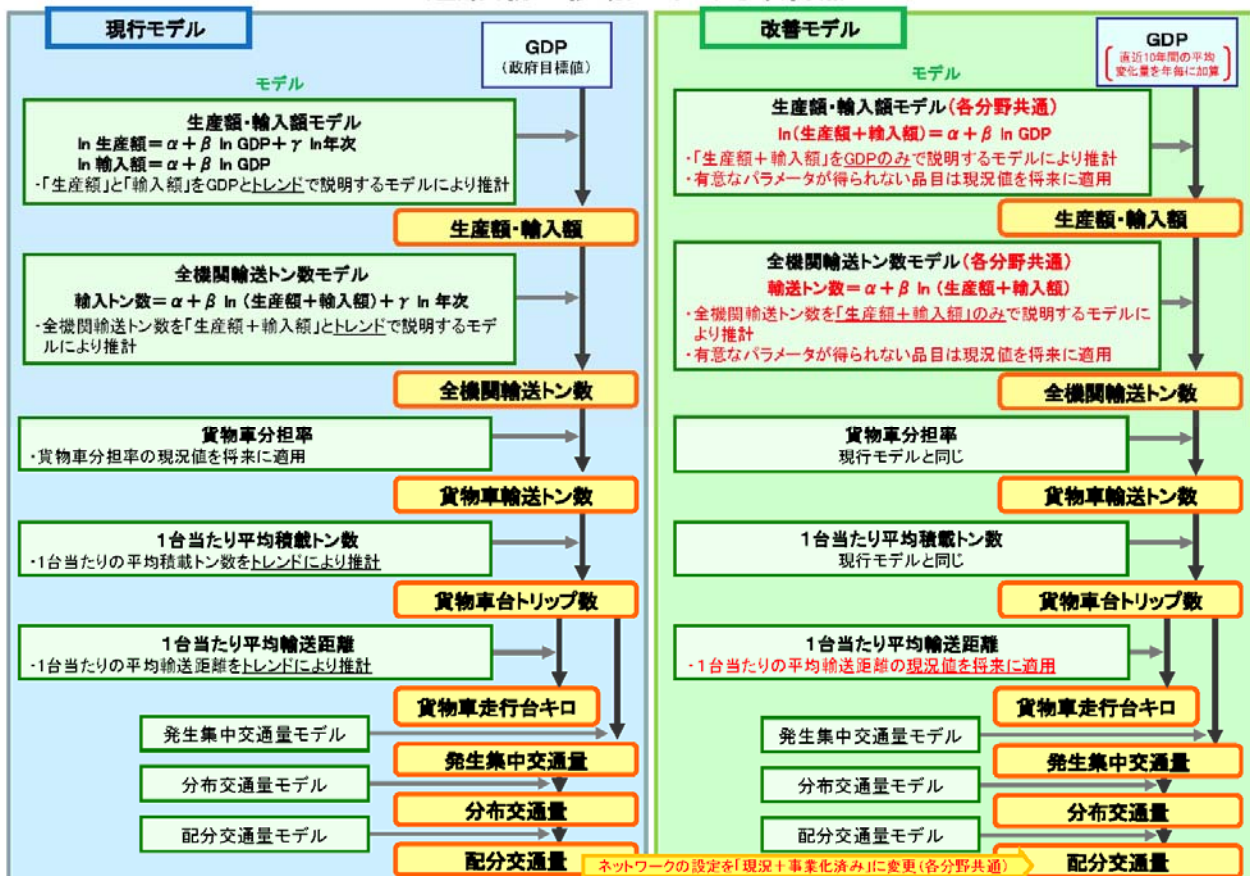 現行モデル
GDP
(政府目標値)
モデル
生産額・輸入額モデル
ln 生産額=α+β ln GDP+γ ln年次
ln 輸入額=α+β ln GDP
・「生産額」と「輸入額」をGDPとトレンドで説明するモデルにより推計
生産額・輸入額
全機関輸送トン数モデル
輸入トン数=α+β ln (生産額+輸入額)+γ ln 年次
・全機関輸送トン数を「生産額+輸入額」とトレンドで説明するモデ
ルにより推計
全機関輸送トン数
貨物車分担率
・貨物車分担率の現況値を将来に適用
貨物車輸送トン数
1台当たり平均積載トン数
・1台当たりの平均積載トン数をトレンドにより推計
貨物車台トリップ数
1台当たり平均輸送距離
・1台当たりの平均輸送距離をトレンドにより推計
貨物車走行台キロ
発生集中交通量モデル
発生集中交通量
分布交通量モデル
分布交通量
配分交通量モデル
配分交通量
改善モデル
GDP
直近10年間の平均
変化量を年毎に加算
モデル
生産額・輸入額モデル(各分野共通)
ln(生産額+輸入額)=α+β ln GDP
・「生産額+輸入額」をGDPのみで説明するモデルにより推計
・有意なパラメータが得られない品目は現況値を将来に適用
生産額・輸入額
全機関輸送トン数モデル(各分野共通)
輸送トン数=α+β ln (生産額+輸入額)
・全機関輸送トン数を「生産額+輸入額」のみで説明するモデルに
より推計
・有意なパラメータが得られない品目は現況値を将来に適用
全機関輸送トン数
貨物車分担率
現行モデルと同じ
貨物車輸送トン数
1台当たり平均積載トン数
現行モデルと同じ
貨物車台トリップ数
1台当たり平均輸送距離
・1台当たりの平均輸送距離の現況値を将来に適用
貨物車走行台キロ
発生集中交通量モデル
発生集中交通量
分布交通量モデル
分布交通量
配分交通量モデル
ネットワークの設定を「現況+事業化済み」に変更(各分野共通)
配分交通量